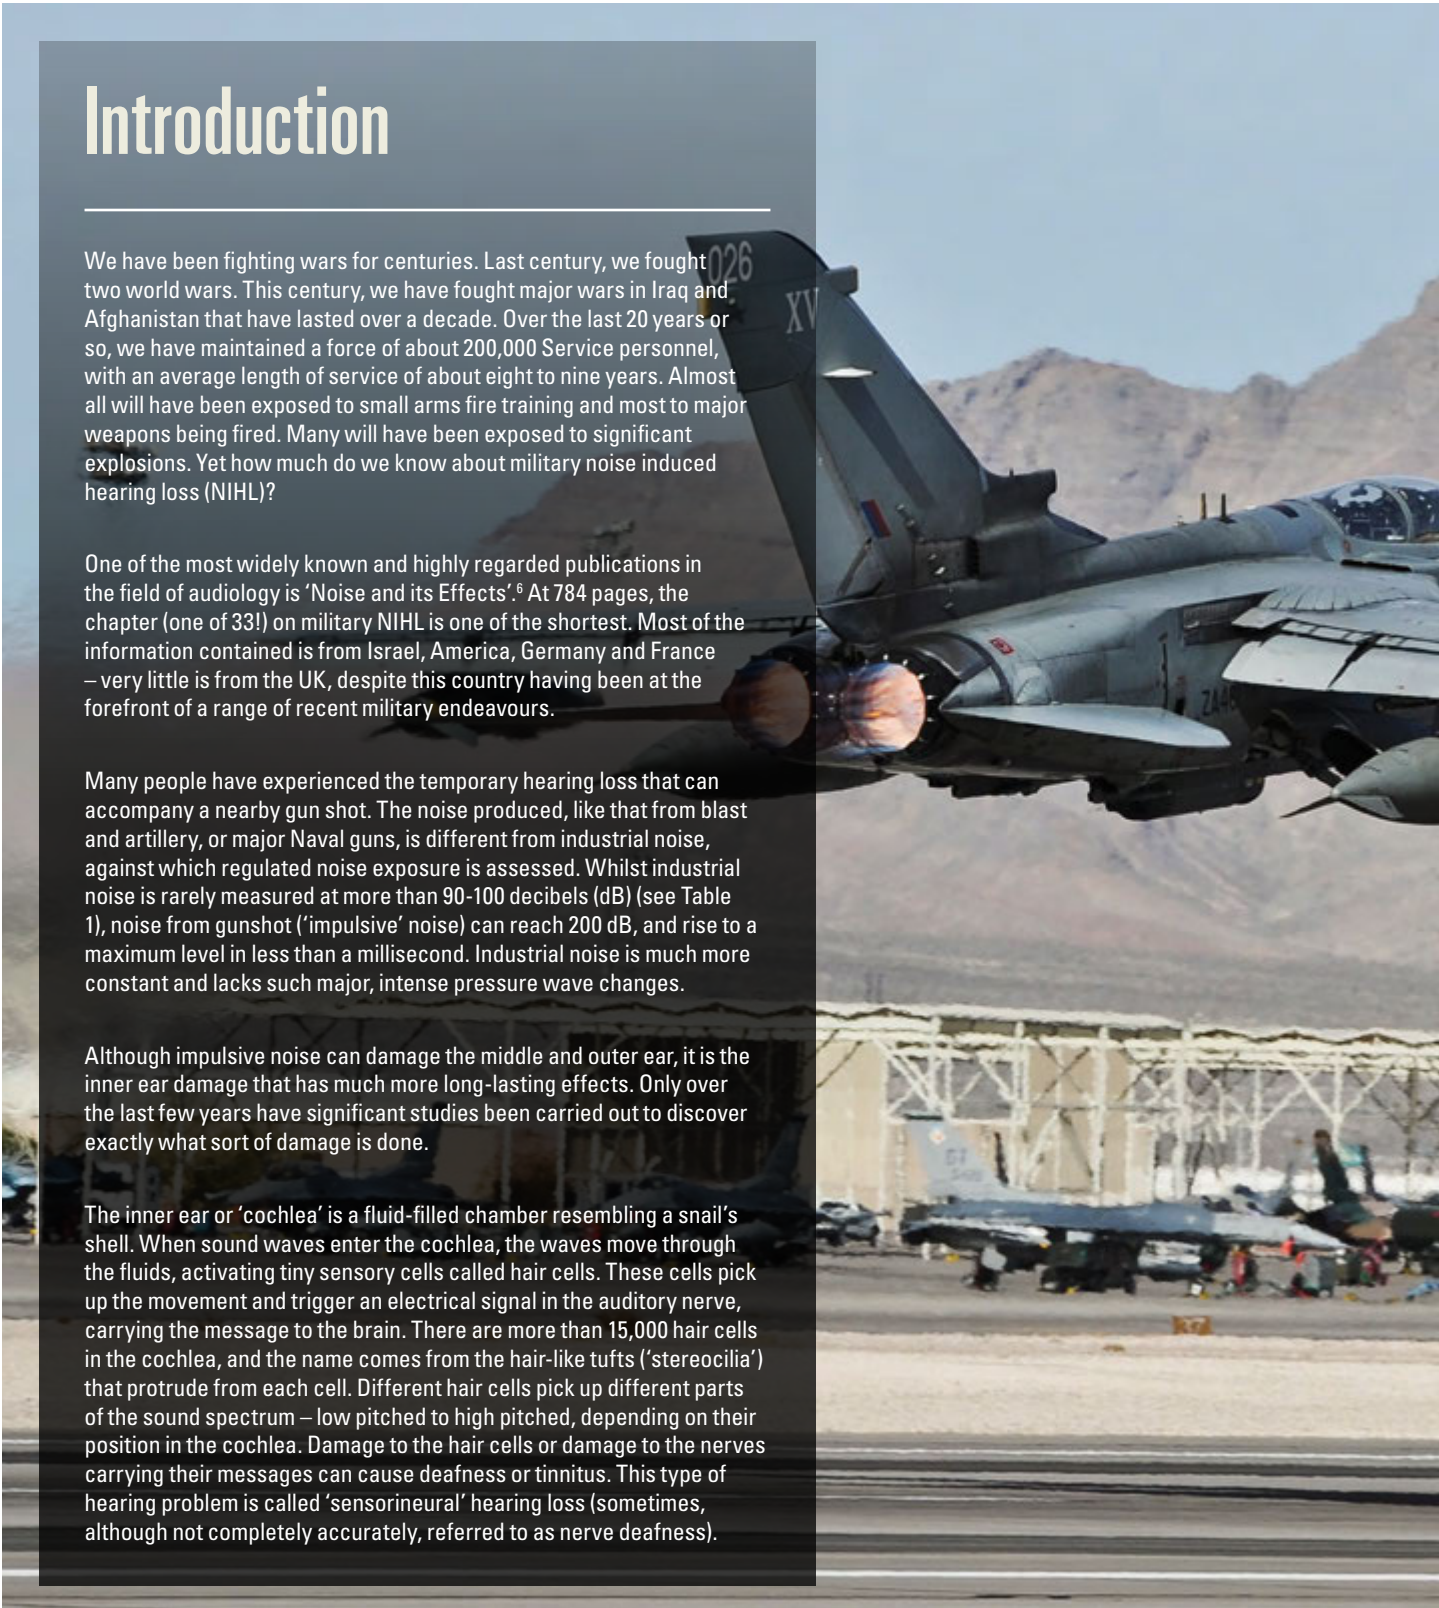 Introduction
We have been fighting wars for centuries. Last century, we fought
two world wars. This century, we have fought major wars in Iraq and
Afghanistan that have lasted over a decade. Over the last 20 years or
so, we have maintained a force of about 200,000 Service personnel,
with an average length of service of about eight to nine years. Almost
all will have been exposed to small arms fire training and most to major
weapons being fired. Many will have been exposed to significant
explosions. Yet how much do we know about military noise induced
hearing loss (NIHL)?
One of the most widely known and highly regarded publications in
the field of audiology is ‘Noise and its Effects’.⁶ At 784 pages, the
chapter (one of 33!) on military NIHL is one of the shortest. Most of the
information contained is from Israel, America, Germany and France
– very little is from the UK, despite this country having been at the
forefront of a range of recent military endeavours.
Many people have experienced the temporary hearing loss that can
accompany a nearby gun shot. The noise produced, like that from blast
and artillery, or major Naval guns, is different from industrial noise,
against which regulated noise exposure is assessed. Whilst industrial
noise is rarely measured at more than 90-100 decibels (dB) (see Table
1), noise from gunshot (‘impulsive’ noise) can reach 200 dB, and rise to a
maximum level in less than a millisecond. Industrial noise is much more
constant and lacks such major, intense pressure wave changes.
Although impulsive noise can damage the middle and outer ear, it is the
inner ear damage that has much more long-lasting effects. Only over
the last few years have significant studies been carried out to discover
exactly what sort of damage is done.
The inner ear or ‘cochlea’ is a fluid-filled chamber resembling a snail’s
shell. When sound waves enter the cochlea, the waves move through
the fluids, activating tiny sensory cells called hair cells. These cells pick
up the movement and trigger an electrical signal in the auditory nerve,
carrying the message to the brain. There are more than 15,000 hair cells
in the cochlea, and the name comes from the hair-like tufts (‘stereocilia’)
that protrude from each cell. Different hair cells pick up different parts
of the sound spectrum – low pitched to high pitched, depending on their
position in the cochlea. Damage to the hair cells or damage to the nerves
carrying their messages can cause deafness or tinnitus. This type of
hearing problem is called ‘sensorineural’ hearing loss (sometimes,
although not completely accurately, referred to as nerve deafness).
026
XV
37